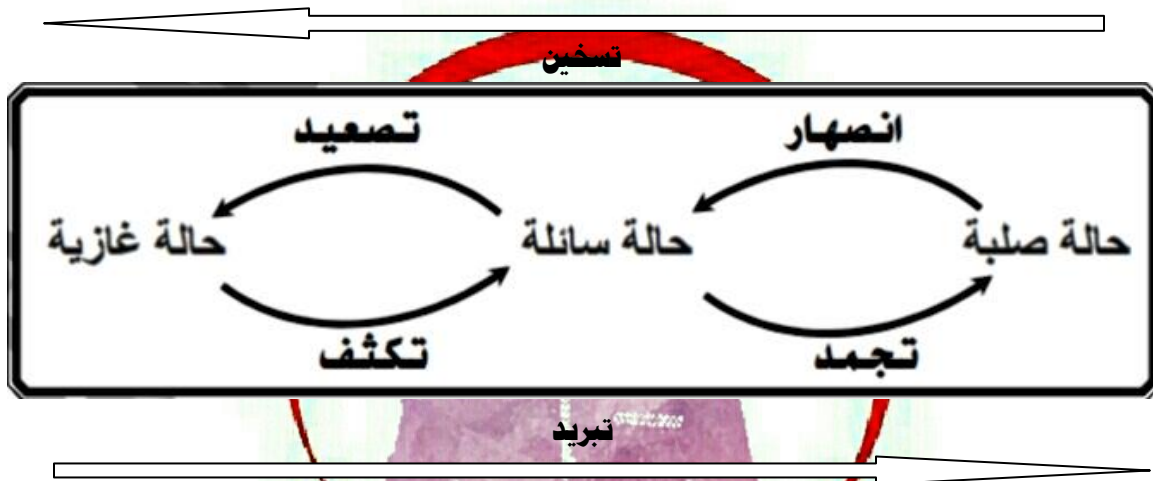 تسخين
انصهار تصعيد
حالة صلبة حالة سائلة حالة غازية
تجمد تكثف
تبريد